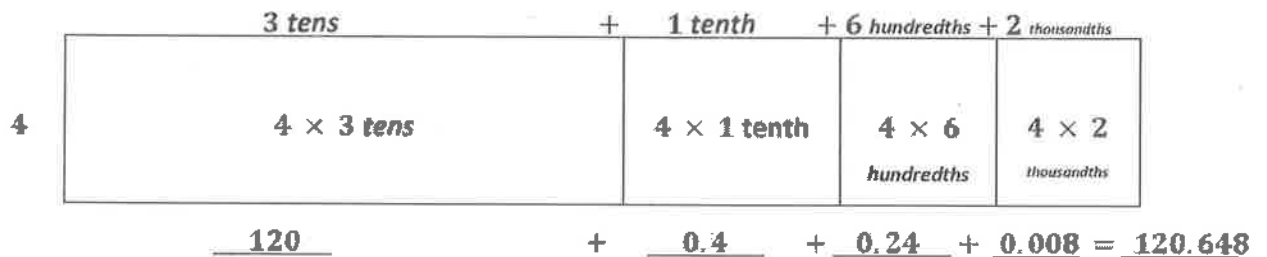 3 tens + 1 tenth + 6 hundredths + 2 thousandths
4 4 × 3 tens 4 × 1 tenth 4 × 6 4 × 2
hundredths thousandths
120 + 0.4 + 0.24 + 0.008 = 120.648